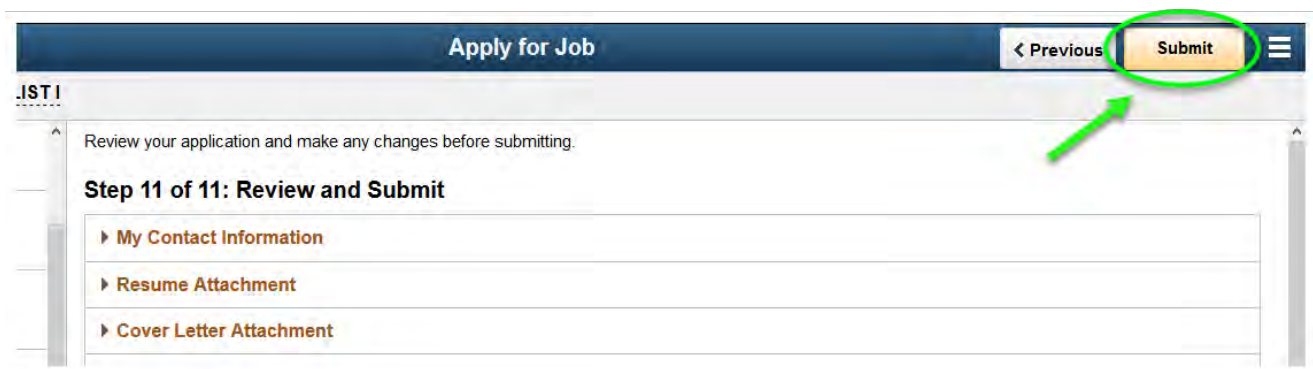 Apply for Job
Previous
Submit
LIST I
Review your application and make any changes before submitting.
Step 11 of 11: Review and Submit
My Contact Information
Resume Attachment
Cover Letter Attachment